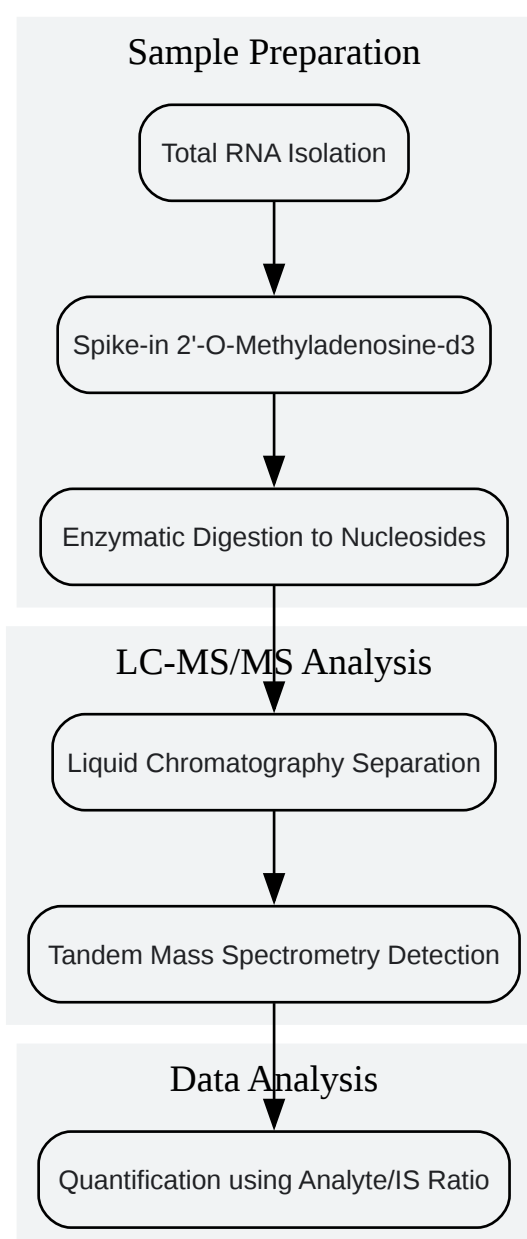 Sample Preparation
Total RNA Isolation
Spike-in 2'-O-Methyladenosine-d3
Enzymatic Digestion to Nucleosides
LC-MS/MS Analysis
Liquid Chromatography Separation
Tandem Mass Spectrometry Detection
Data Analysis
Quantification using Analyte/IS Ratio